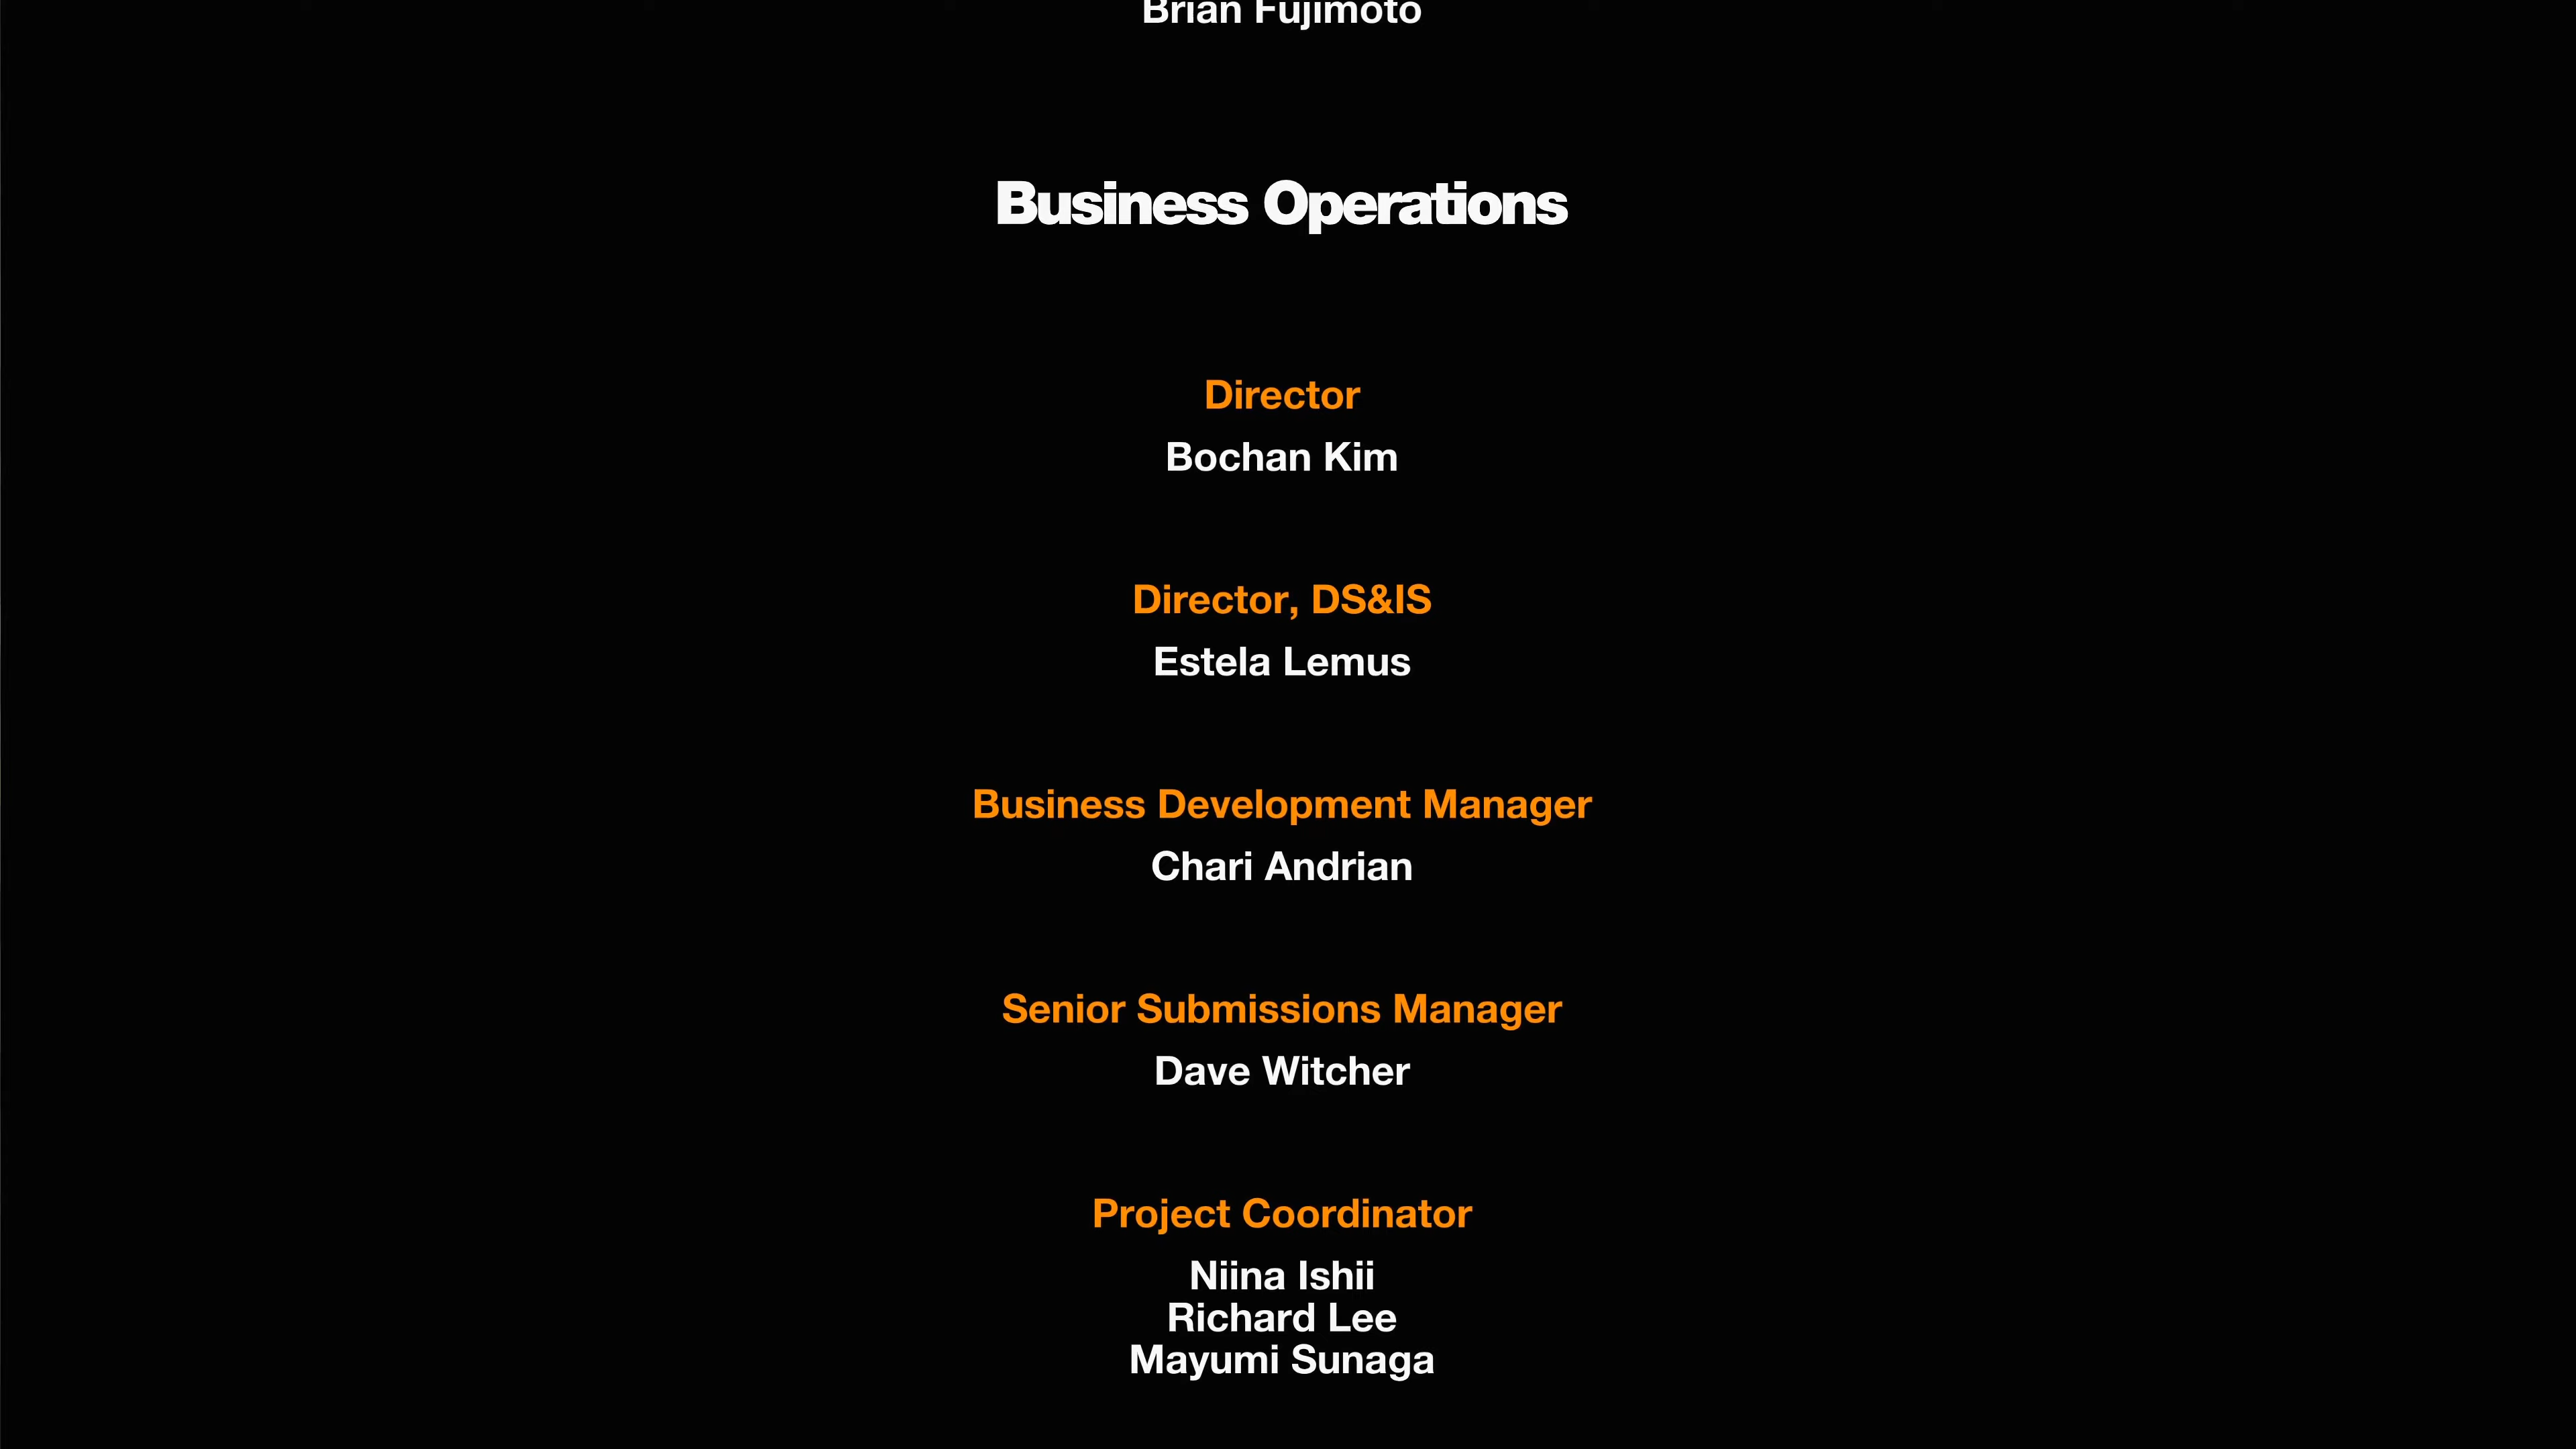 Brian Fujimoto
Business Operations
Director
Bochan Kim
Director, DS&IS
Estela Lemus
Business Development Manager
Chari Andrian
Senior Submissions Manager
Dave Witcher
Project Coordinator
Niina Ishii
Richard Lee
Mayumi Sunaga